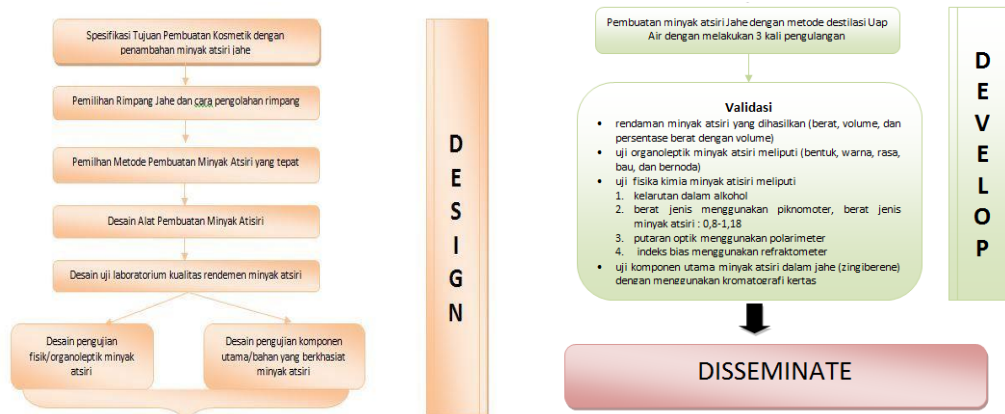 Spesifikasi Tujuan Pembuatan Kosmetik dengan
penambahan minyak atsiri jahe
Pemilihan Rimpang Jahe dan cara pengolahan rimpang
Pemilhan Metode Pembuatan Minyak Atsiri yang tepat
Desain Alat Pembuatan Minyak Atisiri
Desain uji laboratorium kualitas rendemen minyak atsiri
Desain pengujian
fisik/organoleptik minyak
atsiri
Desain pengujian komponen
utama/bahan yang berkhasiat
minyak atsiri
DESIGN
Pembuatan minyak atsiri Jahe dengan metode destilasi Uap
Air dengan melakukan 3 kali pengulangan
Validasi
• rendaman minyak atsiri yang dihasilkan (berat, volume, dan
persentase berat dengan volume)
• uji organoleptik minyak atsiri meliputi (bentuk, warna, rasa,
bau, dan bernoda)
• uji fisika kimia minyak atisiri meliputi
1. kelarutan dalam alkohol
2. berat jenis menggunakan piknomoter, berat jenis
minyak atsiri : 0,8-1,18
3. putaran optik menggunakan polarimeter
4. indeks bias menggunakan refraktometer
• uji komponen utama minyak atsiri dalam jahe (zingiberene)
dengan menggunakan kromatografi kertas
DEVELOP
DISSEMINATE